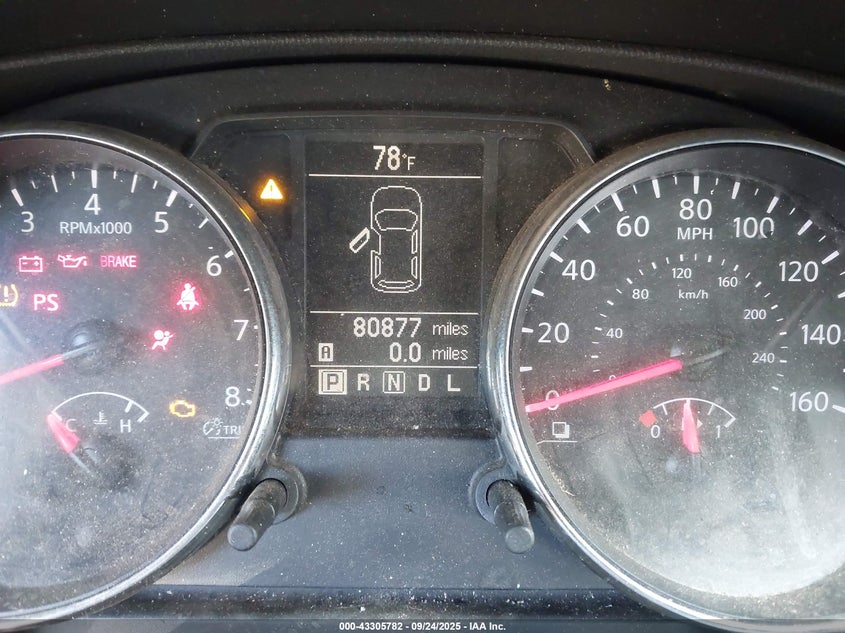 78°F
3 4 5 6 7 8
RPMx1000
BRAKE
PS
C H
TRI
80877 miles
A 0.0 miles
P R N D L
0 20 40 60 80 100 120 140 160
MPH
40 80 120 160 200 240
km/h
0 1
000-43305782 - 09/24/2025 - IAA Inc.